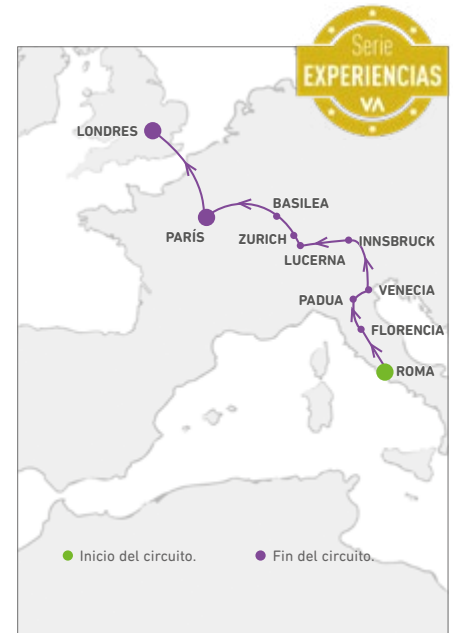 Serie
EXPERIENCIAS
VA
LONDRES
BASILEA
PARÍS
ZURICH
INNSBRUCK
LUCERNA
VENECIA
PADUA
FLORENCIA
ROMA
Inicio del circuito.
Fin del circuito.